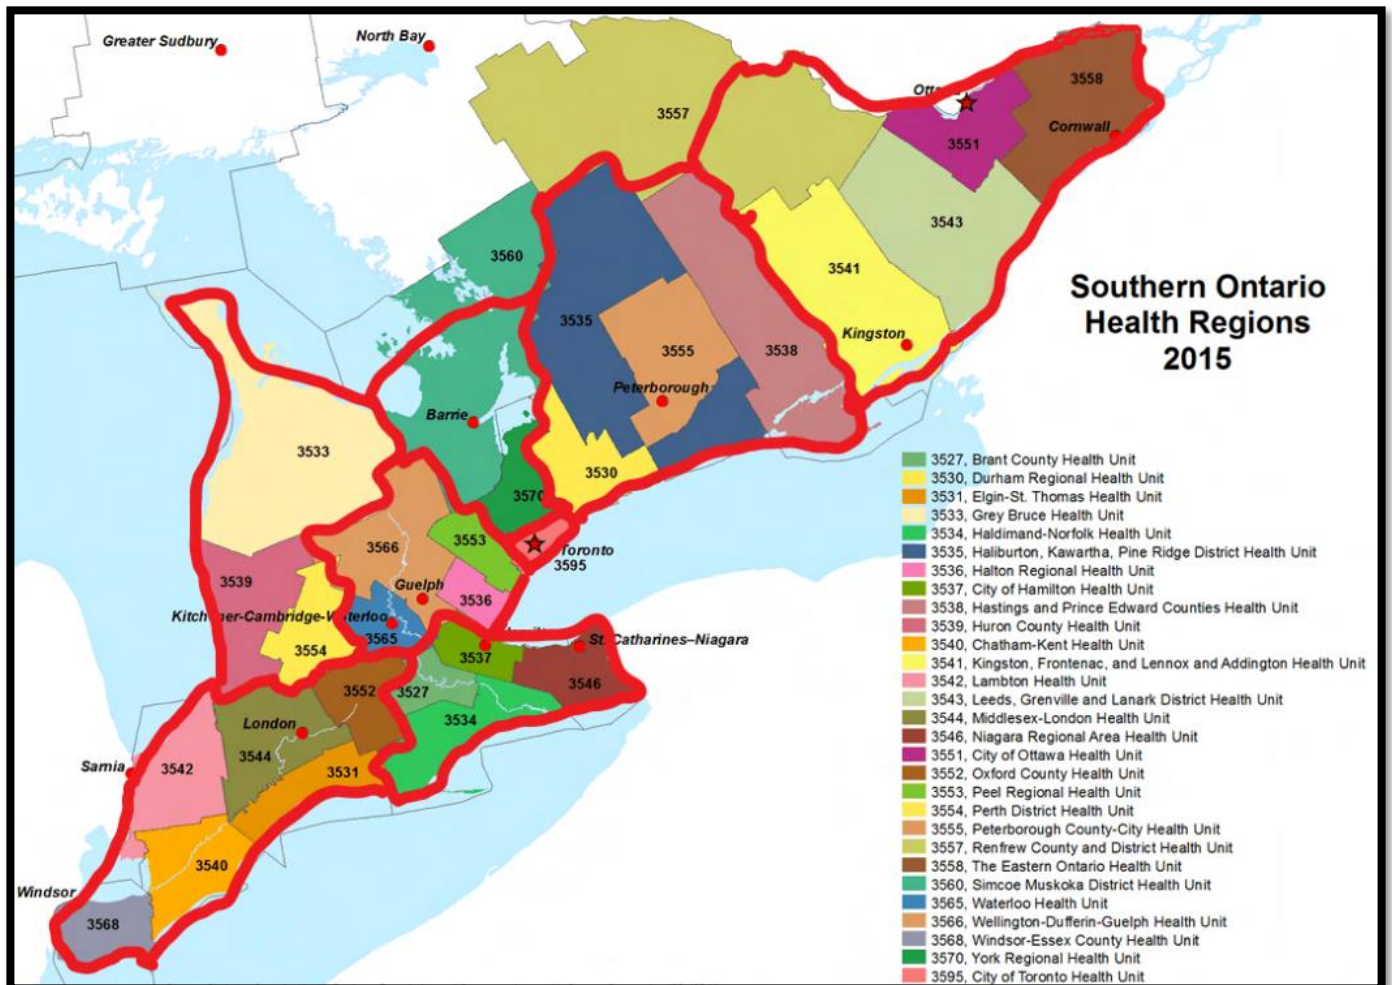 Greater Sudbury
North Bay
3557
3558
Cornwall
3551
3543
3560
3541
Southern Ontario
Health Regions
2015
3535
Kingston
3555
3538
Peterborough
Barrie
3533
3530
3570
3553
Toronto
3595
3566
3539
Guelph
3536
3565
3554
St. Catharines–Niagara
3537
3546
3552
3527
3534
London
3544
3531
3542
Sarnia
3540
Windsor
3568
3527, Brant County Health Unit
3530, Durham Regional Health Unit
3531, Elgin-St. Thomas Health Unit
3533, Grey Bruce Health Unit
3534, Haldimand-Norfolk Health Unit
3535, Haliburton, Kawartha, Pine Ridge District Health Unit
3536, Halton Regional Health Unit
3537, City of Hamilton Health Unit
3538, Hastings and Prince Edward Counties Health Unit
3539, Huron County Health Unit
3540, Chatham-Kent Health Unit
3541, Kingston, Frontenac, and Lennox and Addington Health Unit
3542, Lambton Health Unit
3543, Leeds, Grenville and Lanark District Health Unit
3544, Middlesex-London Health Unit
3546, Niagara Regional Area Health Unit
3551, City of Ottawa Health Unit
3552, Oxford County Health Unit
3553, Peel Regional Health Unit
3554, Perth District Health Unit
3555, Peterborough County-City Health Unit
3557, Renfrew County and District Health Unit
3558, The Eastern Ontario Health Unit
3560, Simcoe Muskoka District Health Unit
3565, Waterloo Health Unit
3566, Wellington-Dufferin-Guelph Health Unit
3568, Windsor-Essex County Health Unit
3570, York Regional Health Unit
3595, City of Toronto Health Unit